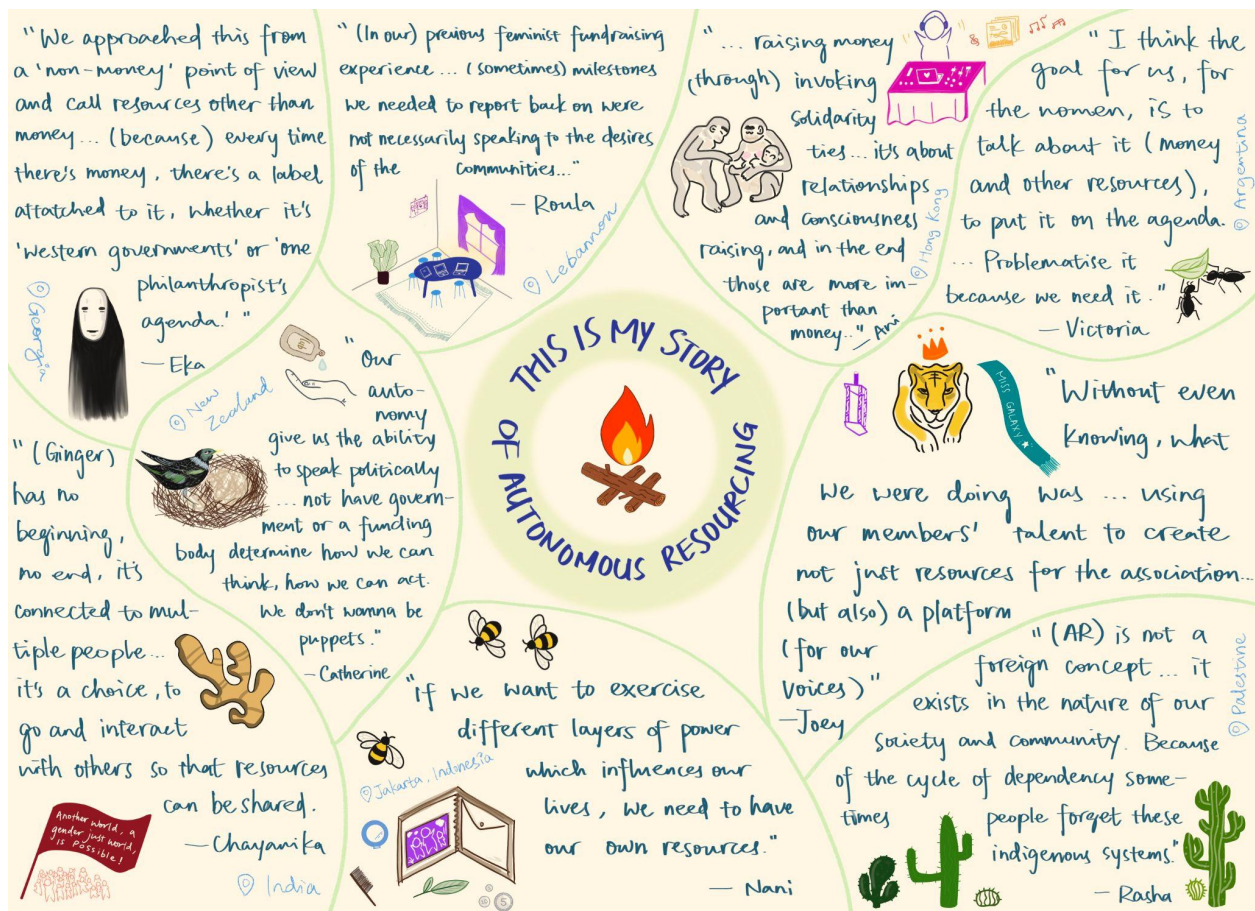 "We approached this from
a 'non-money' point of view
and call resources other than
money... (because) every time
there's money, there's a label
attatched to it, whether it's
'Western governments' or 'one
philanthropist's
agenda.' "
— Eka
Georgia
" (In our) previous feminist fundraising
experience... (sometimes) milestones
we needed to report back on were
not necessarily speaking to the desires
of the communities..."
— Roula
Lebannon
"... raising money
(through) invoking
solidarity
ties... it's about
relationships
and consciousness
raising, and in the end
those are more im-
portant than
money..." — Ani
Hong Kong
&
" I think the
goal for us, for
the women, is to
talk about it (money
and other resources),
to put it on the agenda.
... Problematise it
because we need it."
— Victoria
Argentina
THIS IS MY STORY
OF AUTONOMOUS RESOURCING
New
Zealand
"Our
auto-
nomy
give us the ability
to speak politically
... not have govern-
ment or a funding
body determine how we can
think, how we can act.
We don't wanna be
puppets."
— Catherine
MISS GALAXY
"Without even
knowing, what
we were doing was ... using
our members' talent to create
not just resources for the association...
(but also) a platform
(for our
voices)"
— Joey
"(Ginger)
has no
beginning,
no end, it's
connected to mul-
tiple people...
it's a choice, to
go and interact
with others so that resources
can be shared.
— Chayanika
India
Another world, a
gender just world,
is possible!
"if we want to exercise
different layers of power
which influences our
lives, we need to have
our own resources."
— Nani
Jakarta, Indonesia
50
5
" (AR) is not a
foreign concept... it
exists in the nature of our
society and community. Because
of the cycle of dependency some-
times people forget these
indigenous systems."
— Rasha
Palestine